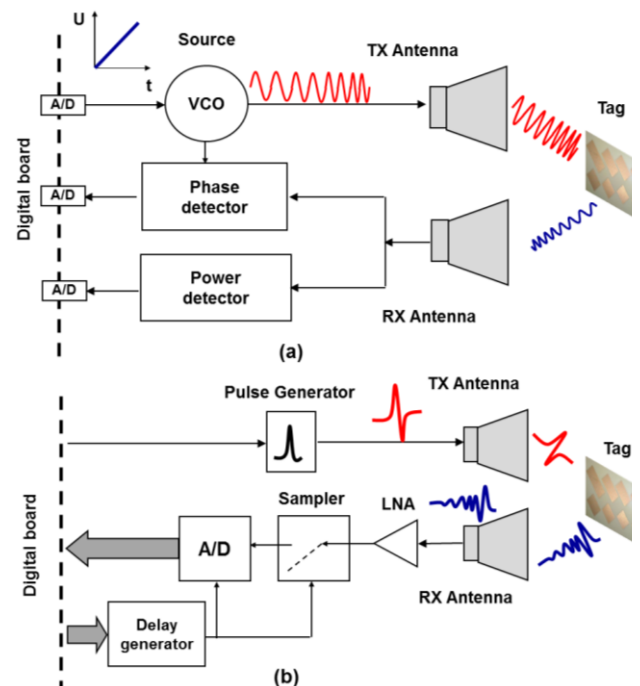 U
t
Source
TX Antenna
Tag
A/D
VCO
Digital board
A/D
Phase
detector
A/D
Power
detector
RX Antenna
(a)
Pulse Generator
TX Antenna
Tag
Sampler
LNA
Digital board
A/D
RX Antenna
Delay
generator
(b)